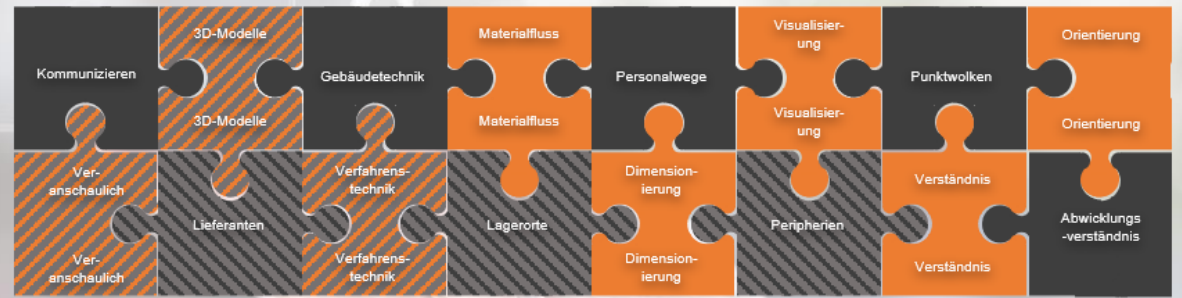 3D-Modelle
Materialfluss
Visualisier-
ung
Orientierung
Kommunizieren
Gebäudetechnik
Personalwege
Punktwolken
3D-Modelle
Materialfluss
Visualisier-
ung
Orientierung
Ver-
anschaulich
Verfahrens-
technik
Dimension-
ierung
Verständnis
Lieferanten
Lagerorte
Peripherien
Abwicklungs
-verständnis
Ver-
anschaulich
Verfahrens-
technik
Dimension-
ierung
Verständnis